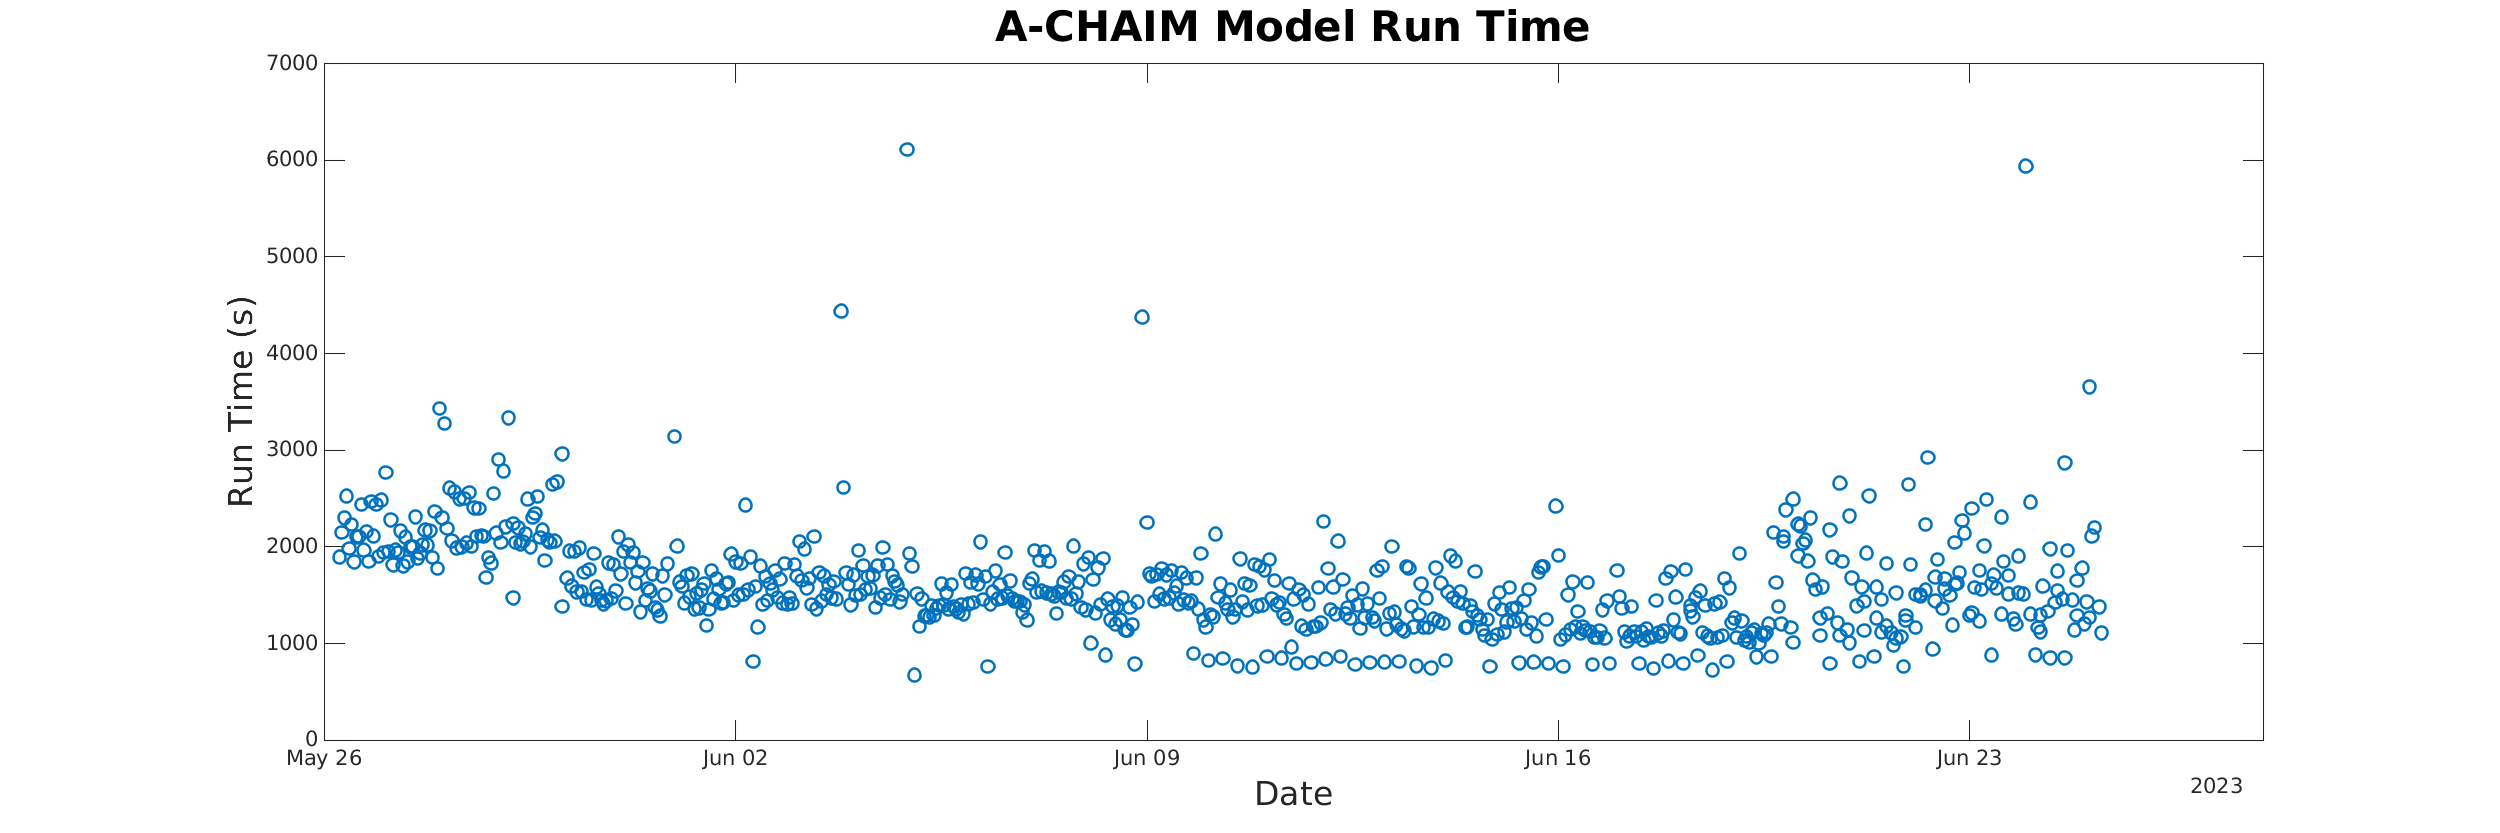 A-CHAIM Model Run Time
7000
6000
5000
4000
3000
2000
1000
0
Run Time (s)
May 26
Jun 02
Jun 09
Jun 16
Jun 23
Date
2023